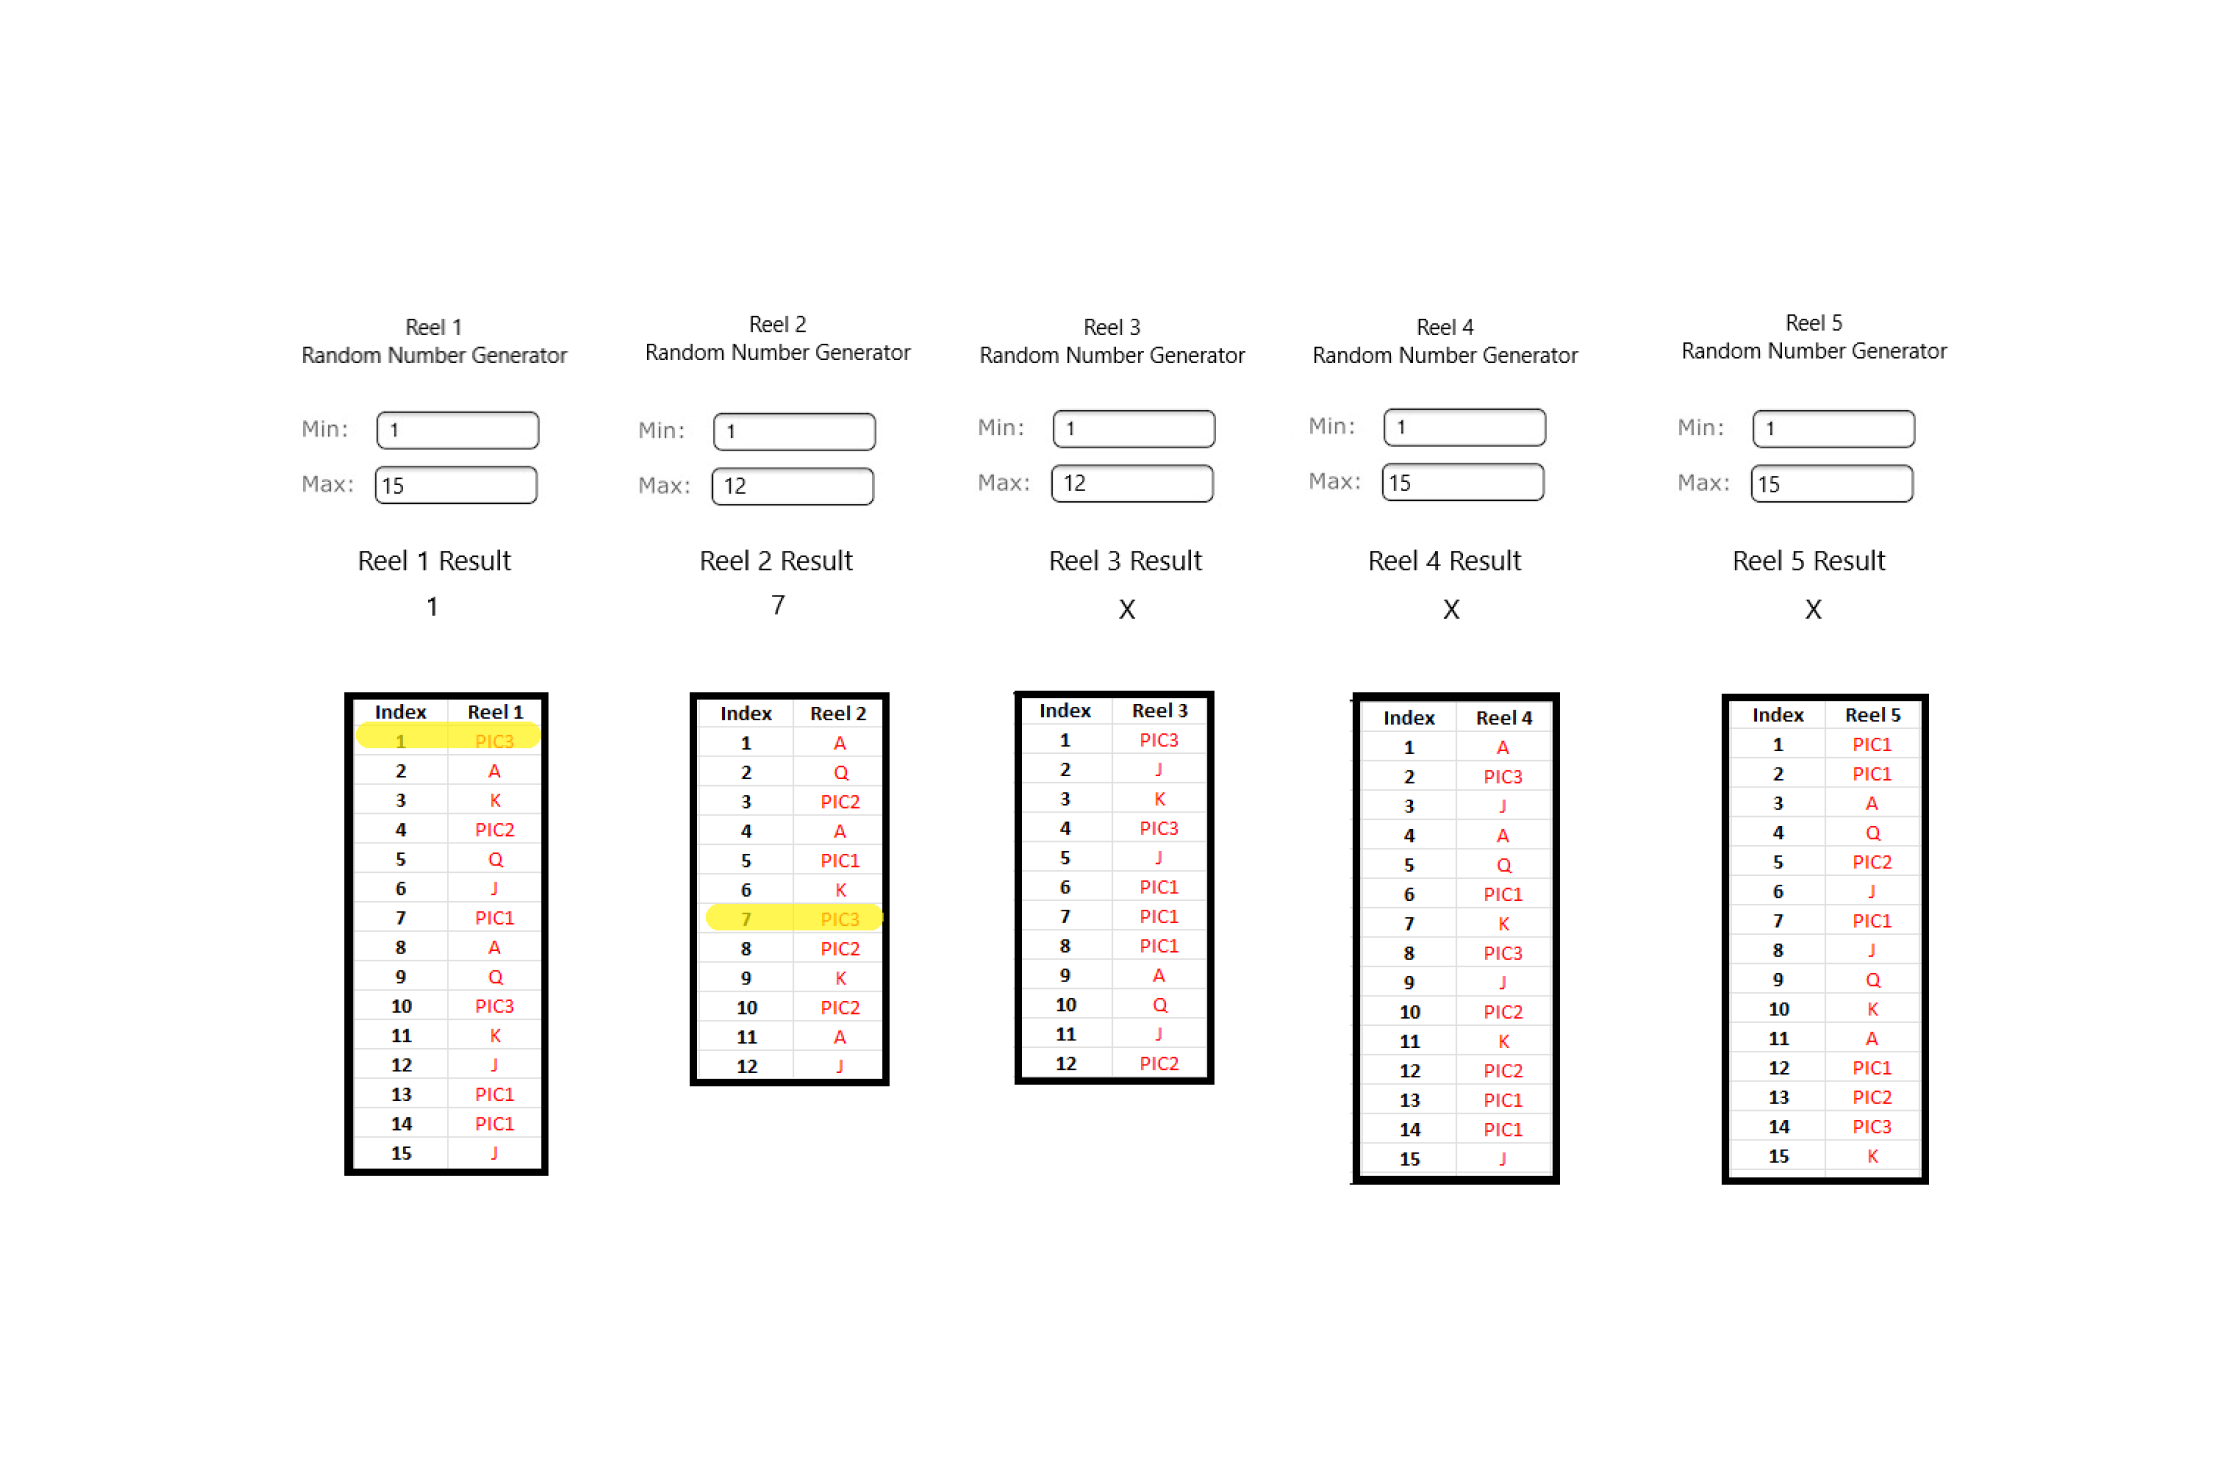 Reel 1
Random Number Generator
Min: 1
Max: 15
Reel 1 Result
1
Index Reel 1
1 PIC3
2 A
3 K
4 PIC2
5 Q
6 J
7 PIC1
8 A
9 Q
10 PIC3
11 K
12 J
13 PIC1
14 PIC1
15 J
Reel 2
Random Number Generator
Min: 1
Max: 12
Reel 2 Result
7
Index Reel 2
1 A
2 Q
3 PIC2
4 A
5 PIC1
6 K
7 PIC3
8 PIC2
9 K
10 PIC2
11 A
12 J
Reel 3
Random Number Generator
Min: 1
Max: 12
Reel 3 Result
X
Index Reel 3
1 PIC3
2 J
3 K
4 PIC3
5 J
6 PIC1
7 PIC1
8 PIC1
9 A
10 Q
11 J
12 PIC2
Reel 4
Random Number Generator
Min: 1
Max: 15
Reel 4 Result
X
Index Reel 4
1 A
2 PIC3
3 J
4 A
5 Q
6 PIC1
7 K
8 PIC3
9 J
10 PIC2
11 K
12 PIC2
13 PIC1
14 PIC1
15 J
Reel 5
Random Number Generator
Min: 1
Max: 15
Reel 5 Result
X
Index Reel 5
1 PIC1
2 PIC1
3 A
4 Q
5 PIC2
6 J
7 PIC1
8 J
9 Q
10 K
11 A
12 PIC1
13 PIC2
14 PIC3
15 K